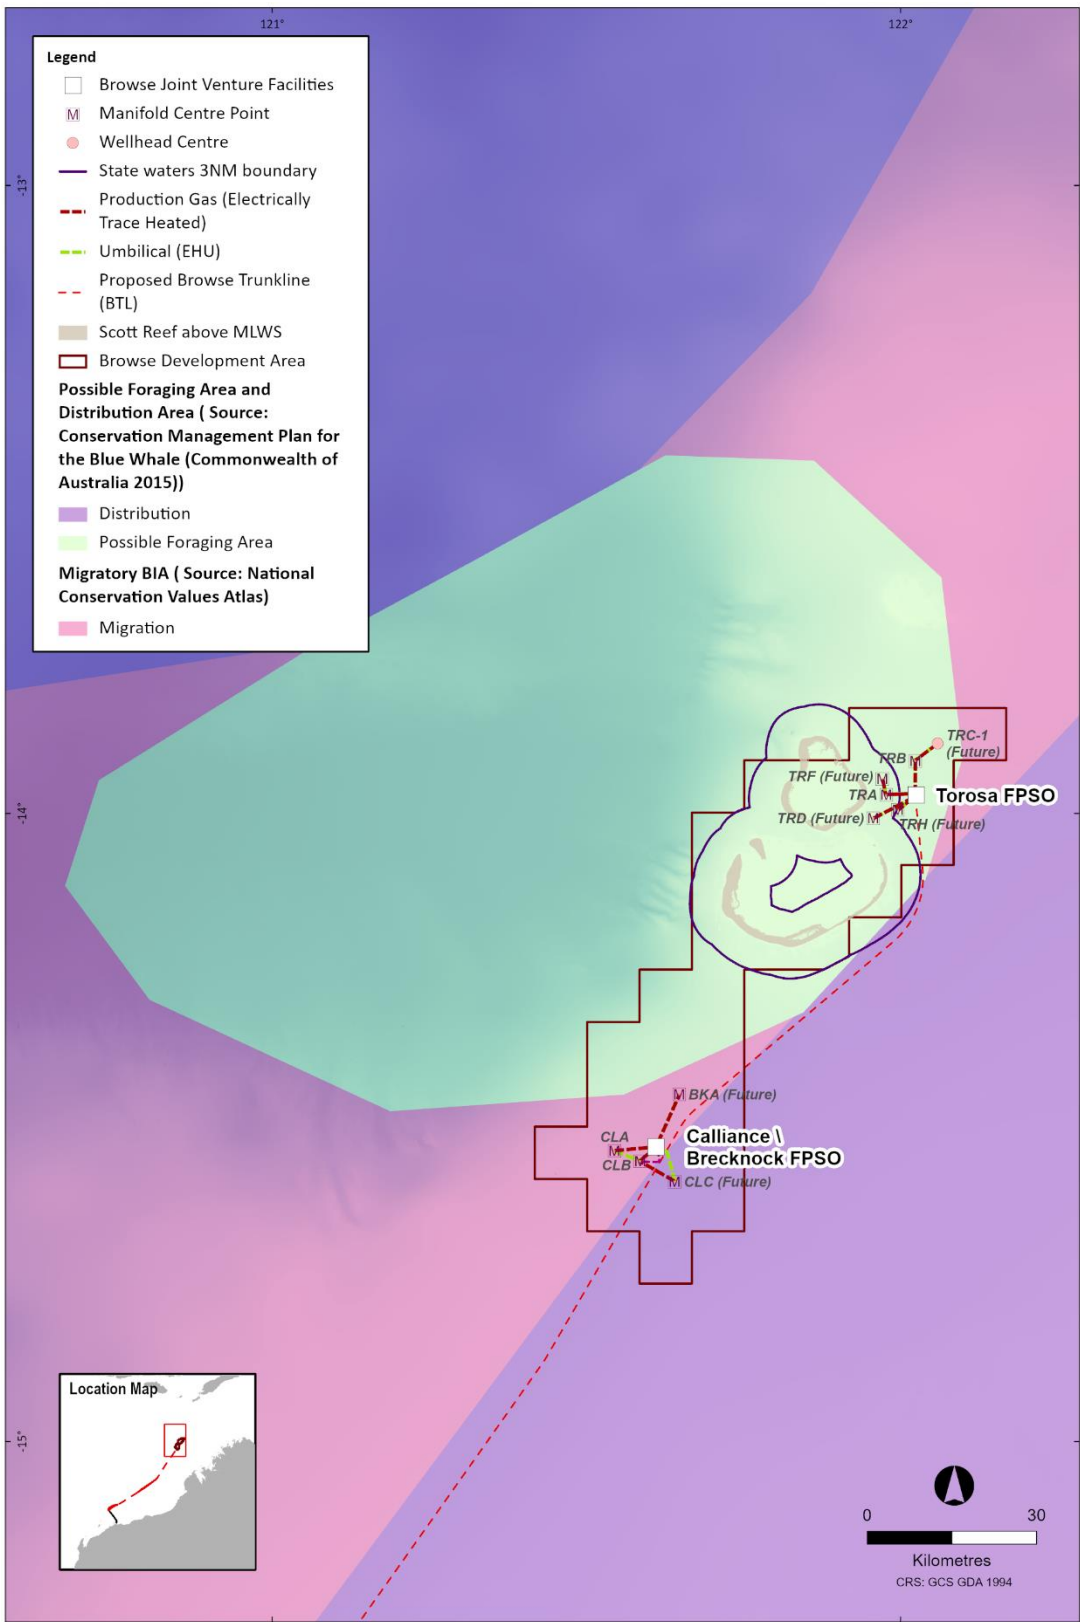 121°
122°
Legend
Browse Joint Venture Facilities
M
Manifold Centre Point
Wellhead Centre
State waters 3NM boundary
Production Gas (Electrically
Trace Heated)
Umbilical (EHU)
Proposed Browse Trunkline
(BTL)
Scott Reef above MLWS
Browse Development Area
Possible Foraging Area and
Distribution Area ( Source:
Conservation Management Plan for
the Blue Whale (Commonwealth of
Australia 2015))
Distribution
Possible Foraging Area
Migratory BIA ( Source: National
Conservation Values Atlas)
Migration
-13°
-14°
-15°
TRC-1
(Future)
TRB
M
TRF (Future)
M
TRA
M
Torosa FPSO
TRD (Future)
M
M
TRH (Future)
M
BKA (Future)
CLA
M
Calliance \
Brecknock FPSO
CLB
M
M
CLC (Future)
Location Map
0
30
Kilometres
CRS: GCS GDA 1994